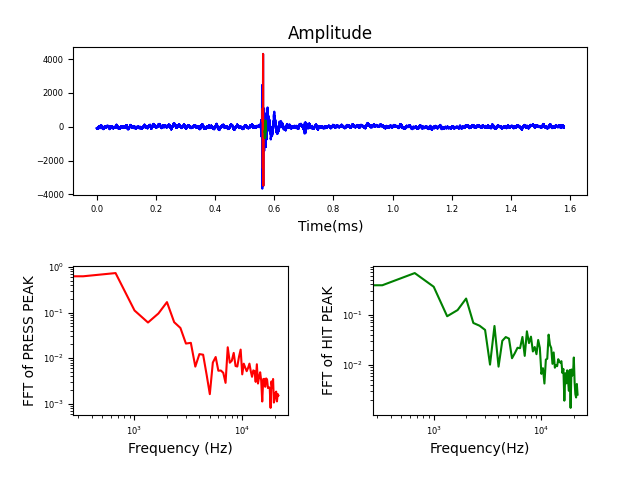 Amplitude
4000
2000
0
−2000
−4000
0.0 0.2 0.4 0.6 0.8 1.0 1.2 1.4 1.6
Time(ms)
FFT of PRESS PEAK
10⁰
10⁻¹
10⁻²
10⁻³
10³ 10⁴
Frequency (Hz)
FFT of HIT PEAK
10⁻¹
10⁻²
10³ 10⁴
Frequency(Hz)